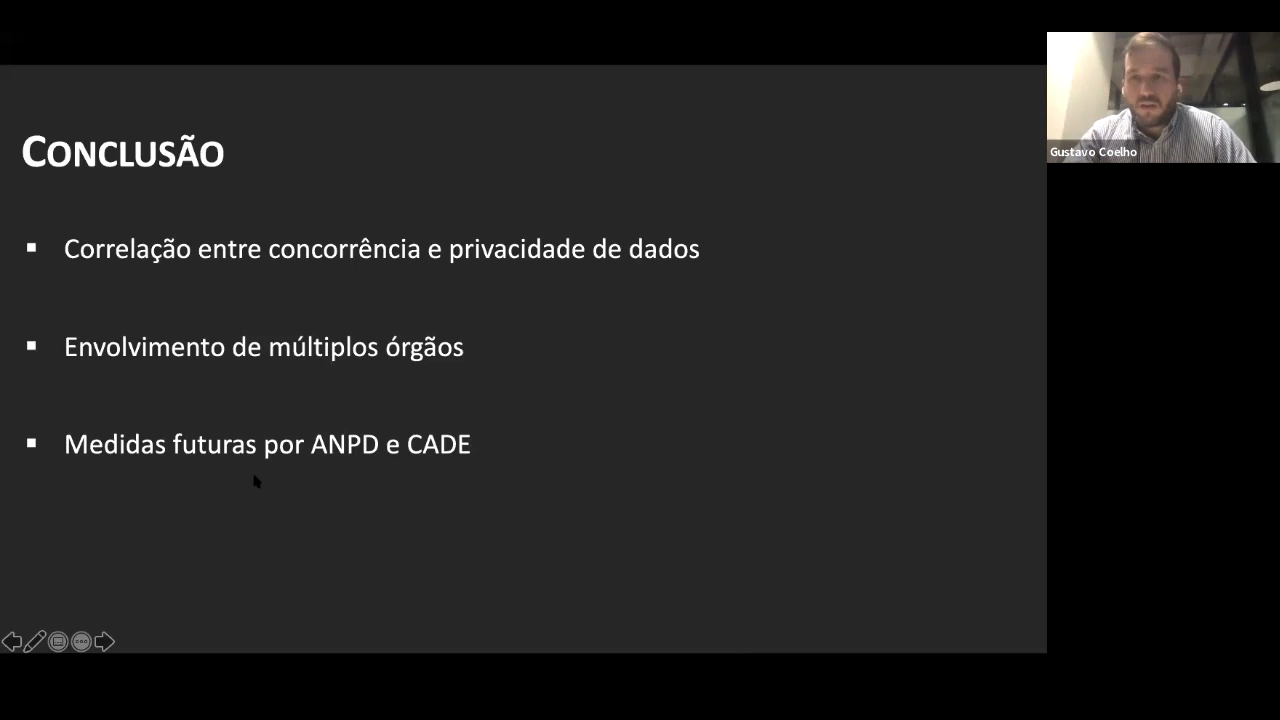 CONCLUSÃO
Correlação entre concorrência e privacidade de dados
Envolvimento de múltiplos órgãos
Medidas futuras por ANPD e CADE
Gustavo Coelho